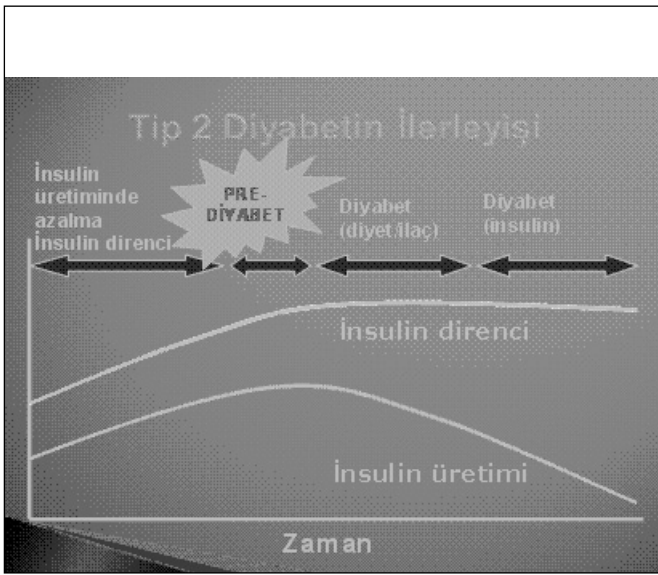 Tip 2 Diyabetin İlerleyişi
İnsulin
üretiminde
azalma
İnsulin direnci
PRE-
DİYABET
Diyabet
(diyet/ilaç)
Diyabet
(insulin)
İnsulin direnci
İnsulin üretimi
Zaman